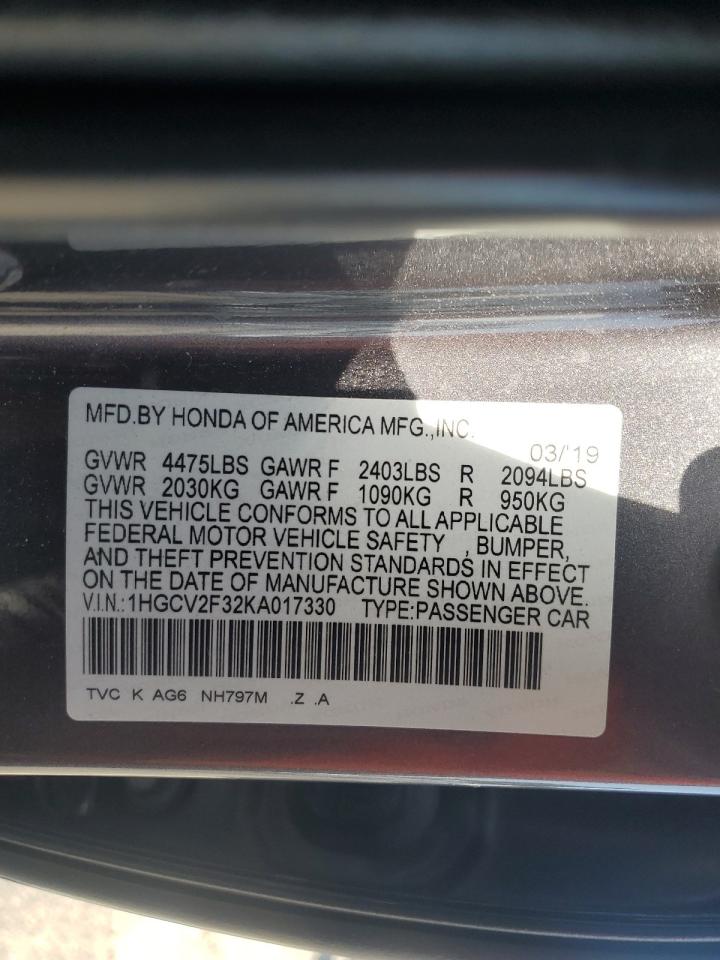 MFD.BY HONDA OF AMERICA MFG.,INC.
03/'19
GVWR 4475LBS GAWR F 2403LBS R 2094LBS
GVWR 2030KG GAWR F 1090KG R 950KG
THIS VEHICLE CONFORMS TO ALL APPLICABLE
FEDERAL MOTOR VEHICLE SAFETY , BUMPER,
AND THEFT PREVENTION STANDARDS IN EFFECT
ON THE DATE OF MANUFACTURE SHOWN ABOVE.
V.I.N.:1HGCV2F32KA017330 TYPE:PASSENGER CAR
TVC K AG6 NH797M .Z .A